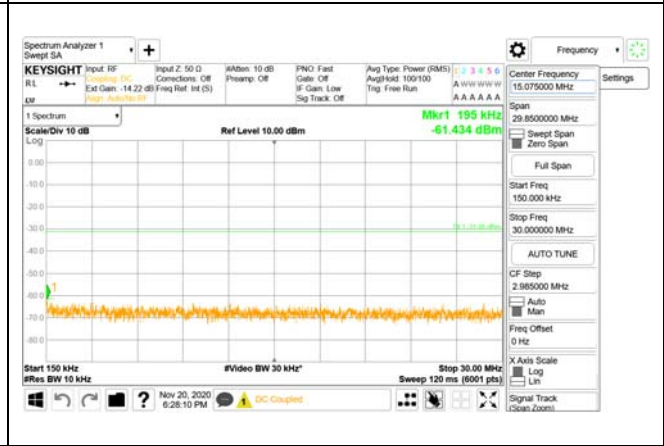 Spectrum Analyzer 1
Swept SA
Frequency
KEYSIGHT
RL
Input: RF
Coupling: DC
Ext Gain: -14.22 dB
Align: Auto/No RF
Input Z: 50 Ω
Corrections: Off
Freq Ref: Int (S)
#Atten: 10 dB
Preamp: Off
PNO: Fast
Gate: Off
IF Gain: Low
Sig Track: Off
Avg Type: Power (RMS)
Avg|Hold: 100/100
Trig: Free Run
1 2 3 4 5 6
A W W W W W
A A A A A A
Center Frequency
15.075000 MHz
Settings
Span
29.8500000 MHz
Swept Span
Zero Span
Full Span
Start Freq
150.000 kHz
Stop Freq
30.000000 MHz
AUTO TUNE
CF Step
2.985000 MHz
Auto
Man
Freq Offset
0 Hz
X Axis Scale
Log
Lin
Signal Track
(Span Zoom)
1 Spectrum
Scale/Div 10 dB
Ref Level 10.00 dBm
Mkr1 195 kHz
-61.434 dBm
Log
0.00
-10.0
-20.0
-30.0
-40.0
-50.0
-60.0
-70.0
-80.0
1
Start 150 kHz
#Video BW 30 kHz*
Stop 30.00 MHz
#Res BW 10 kHz
Sweep 120 ms (6001 pts)
Nov 20, 2020
6:28:10 PM
DC Coupled